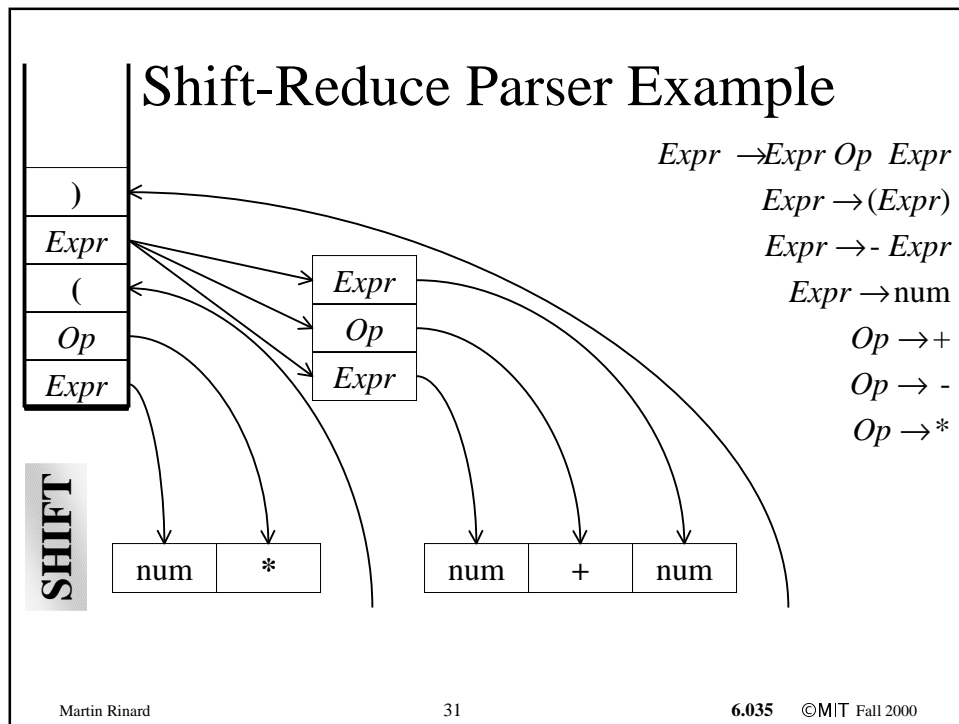 Shift-Reduce Parser Example
Expr → Expr Op Expr
Expr → (Expr)
Expr → - Expr
Expr → num
Op → +
Op → -
Op → *
)
Expr
(
Op
Expr
Expr
Op
Expr
SHIFT
num * num + num
Martin Rinard 31 6.035 ©MIT Fall 2000